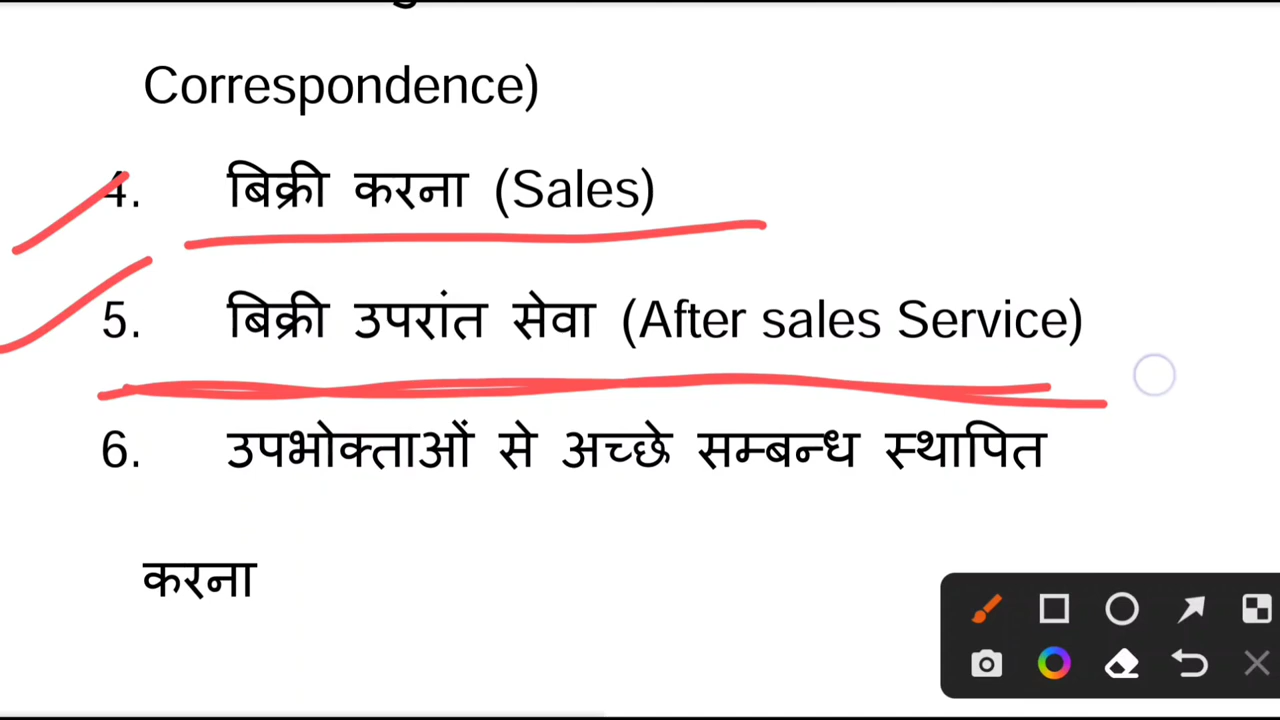 Correspondence)
4. बिक्री करना (Sales)
5. बिक्री उपरांत सेवा (After sales Service)
6. उपभोक्ताओं से अच्छे सम्बन्ध स्थापित
करना